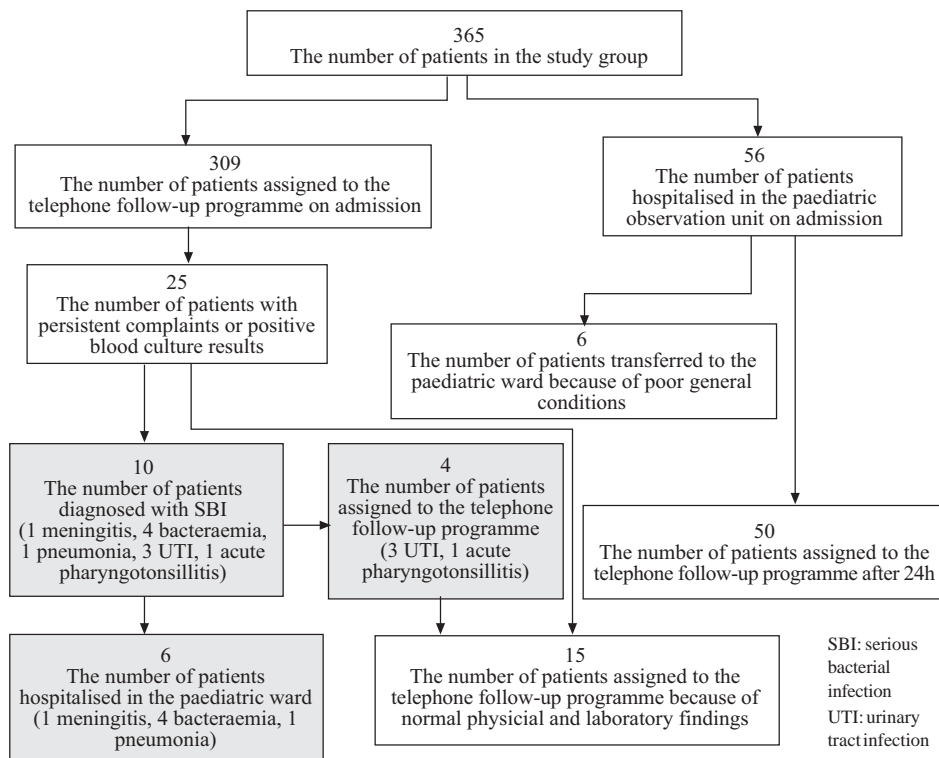 365
The number of patients in the study group
309
The number of patients assigned to the
telephone follow-up programme on admission
56
The number of patients
hospitalised in the paediatric
observation unit on admission
25
The number of patients with
persistent complaints or positive
blood culture results
6
The number of patients transferred to the
paediatric ward because of poor general
conditions
10
The number of patients
diagnosed with SBI
(1 meningitis, 4 bacteraemia,
1 pneumonia, 3 UTI, 1 acute
pharyngotonsillitis)
4
The number of patients
assigned to the telephone
follow-up programme
(3 UTI, 1 acute
pharyngotonsillitis)
50
The number of patients assigned to the
telephone follow-up programme after 24h
6
The number of patients
hospitalised in the paediatric ward
(1 meningitis, 4 bacteraemia, 1
pneumonia)
15
The number of patients assigned to the
telephone follow-up programme because of
normal physicial and laboratory findings
SBI: serious
bacterial
infection
UTI: urinary
tract infection